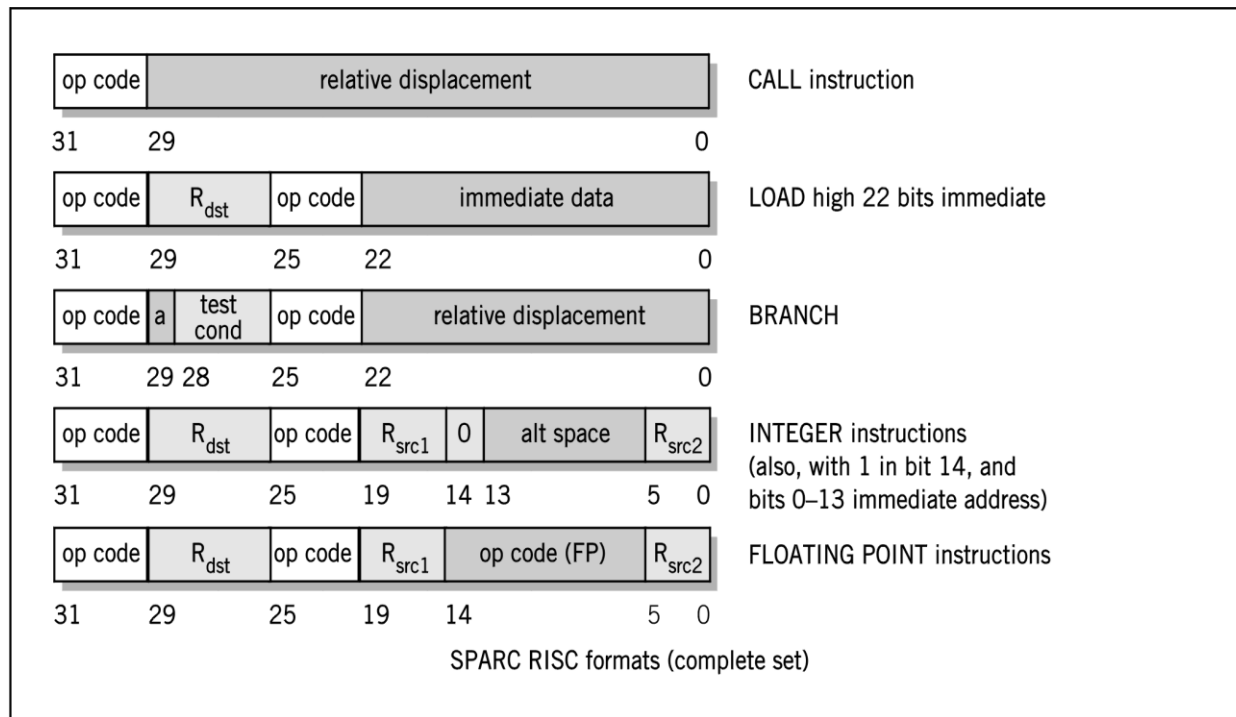 op code relative displacement CALL instruction
31 29 0
op code Rdst op code immediate data LOAD high 22 bits immediate
31 29 25 22 0
op code a test cond op code relative displacement BRANCH
31 29 28 25 22 0
op code Rdst op code Rsrc1 0 alt space Rsrc2 INTEGER instructions
(also, with 1 in bit 14, and
31 29 25 19 14 13 5 0 bits 0–13 immediate address)
op code Rdst op code Rsrc1 op code (FP) Rsrc2 FLOATING POINT instructions
31 29 25 19 14 5 0
SPARC RISC formats (complete set)